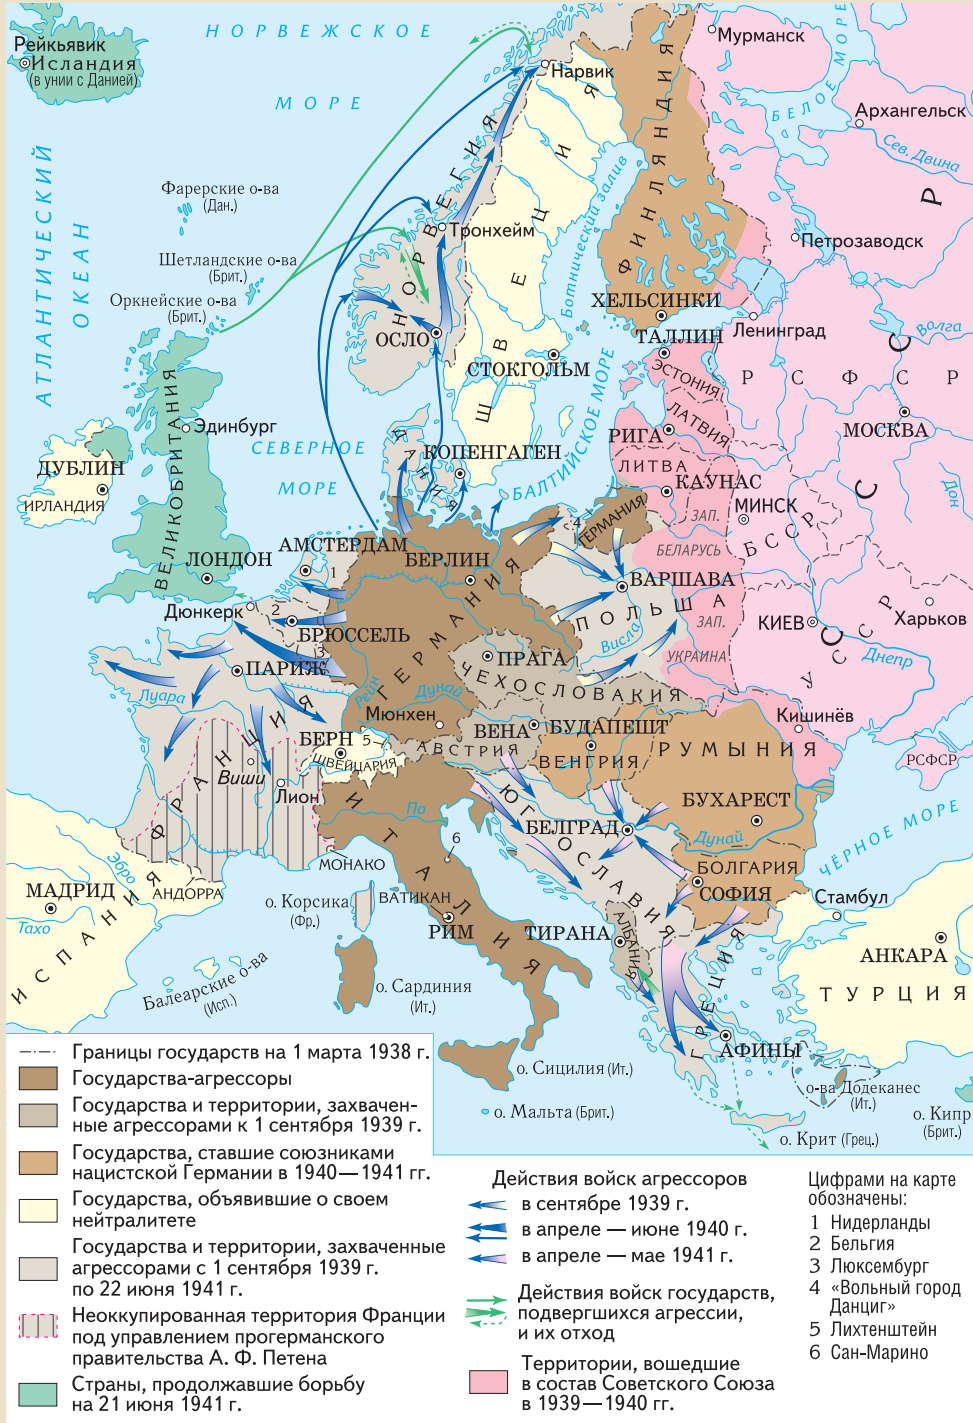 НОРВЕЖСКОЕ
МОРЕ
Рейкьявик
Исландия
(в унии с Данией)
АТЛАНТИЧЕСКИЙ
ОКЕАН
Фарерские о-ва
(Дан.)
Шетландские о-ва
(Брит.)
Оркнейские о-ва
(Брит.)
Мурманск
БЕЛОЕ МОРЕ
Архангельск
Сев. Двина
Нарвик
НОРВЕГИЯ
Тронхейм
ШВЕЦИЯ
ФИНЛЯНДИЯ
Ботнический залив
Петрозаводск
ХЕЛЬСИНКИ
Ленинград
Волга
ОСЛО
СТОКГОЛЬМ
ТАЛЛИН
ЭСТОНИЯ
РСФСР
СССР
МОСКВА
Дон
ЛАТВИЯ
РИГА
ЛИТВА
КАУНАС
ЗАП.
БЕЛАРУСЬ
МИНСК
БССР
Эдинбург
ДУБЛИН
ИРЛАНДИЯ
ВЕЛИКОБРИТАНИЯ
ЛОНДОН
СЕВЕРНОЕ
МОРЕ
ДАНИЯ
КОПЕНГАГЕН
БАЛТИЙСКОЕ МОРЕ
АМСТЕРДАМ
1
БЕРЛИН
4
ГЕРМАНИЯ
ВАРШАВА
ПОЛЬША
Висла
ЗАП.
УКРАИНА
КИЕВ
Харьков
Днепр
УССР
Дюнкерк
2
БРЮССЕЛЬ
3
ПАРИЖ
Луара
ФРАНЦИЯ
Рейн
ГЕРМАНИЯ
Дунай
Мюнхен
ПРАГА
ЧЕХОСЛОВАКИЯ
ВЕНА
АВСТРИЯ
БУДАПЕШТ
ВЕНГРИЯ
РУМЫНИЯ
Кишинёв
РСФСР
БЕРН
5
ШВЕЙЦАРИЯ
Виши
Лион
ИТАЛИЯ
По
6
ЮГОСЛАВИЯ
БЕЛГРАД
БУХАРЕСТ
Дунай
ЧЁРНОЕ МОРЕ
БОЛГАРИЯ
СОФИЯ
Стамбул
АНКАРА
ТУРЦИЯ
МОНАКО
АНДОРРА
Эбро
МАДРИД
Тахо
ИСПАНИЯ
о. Корсика
(Фр.)
ВАТИКАН
РИМ
ТИРАНА
АЛБАНИЯ
ГРЕЦИЯ
Балеарские о-ва
(Исп.)
о. Сардиния
(Ит.)
АФИНЫ
о. Сицилия (Ит.)
о. Мальта (Брит.)
о-ва Додеканес
(Ит.)
о. Крит (Грец.)
о. Кипр
(Брит.)
Границы государств на 1 марта 1938 г.
Государства-агрессоры
Государства и территории, захвачен-
ные агрессорами к 1 сентября 1939 г.
Государства, ставшие союзниками
нацистской Германии в 1940—1941 гг.
Государства, объявившие о своем
нейтралитете
Государства и территории, захваченные
агрессорами с 1 сентября 1939 г.
по 22 июня 1941 г.
Неоккупированная территория Франции
под управлением прогерманского
правительства А. Ф. Петена
Страны, продолжавшие борьбу
на 21 июня 1941 г.
Действия войск агрессоров
в сентябре 1939 г.
в апреле — июне 1940 г.
в апреле — мае 1941 г.
Действия войск государств,
подвергшихся агрессии,
и их отход
Территории, вошедшие
в состав Советского Союза
в 1939—1940 гг.
Цифрами на карте
обозначены:
1 Нидерланды
2 Бельгия
3 Люксембург
4 «Вольный город
Данциг»
5 Лихтенштейн
6 Сан-Марино